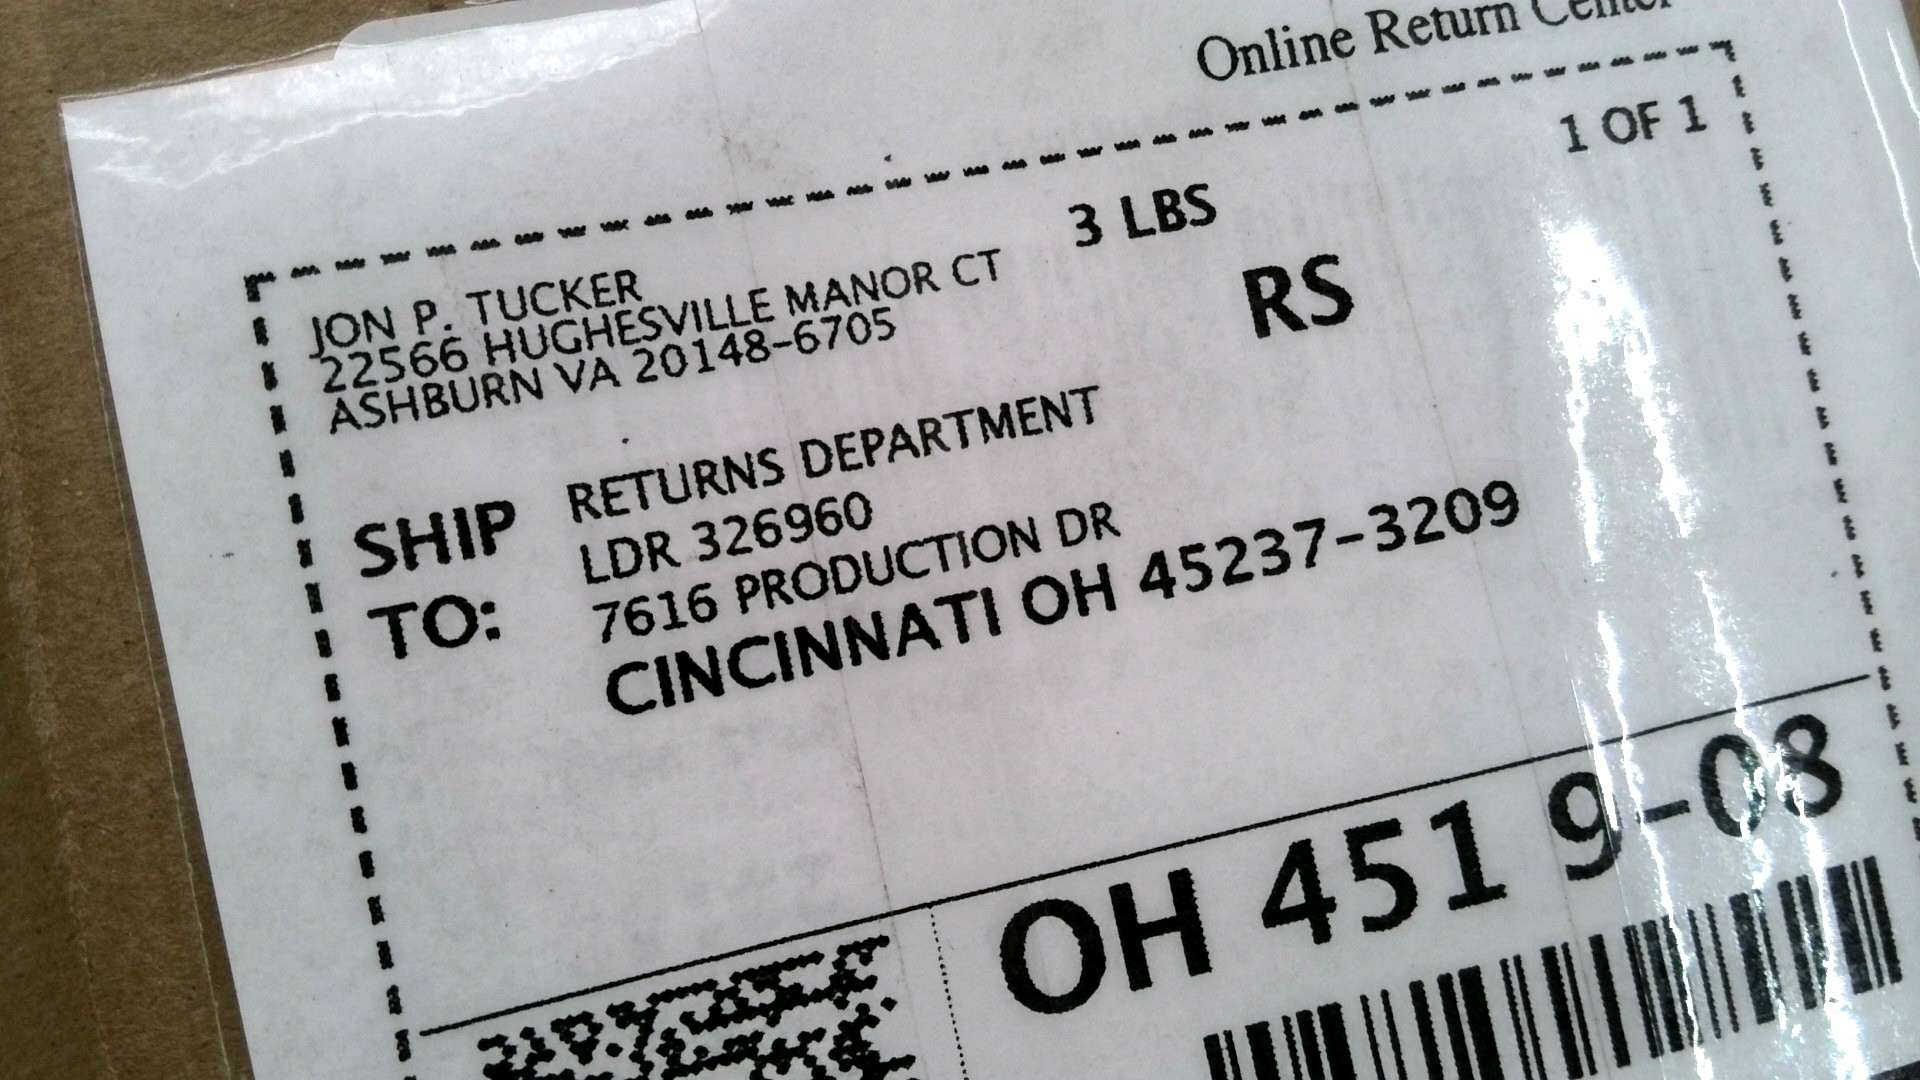 Online Return Center
1 OF 1
3 LBS
JON P. TUCKER
22566 HUGHESVILLE MANOR CT
ASHBURN VA 20148-6705
RS
SHIP TO:
RETURNS DEPARTMENT
LDR 326960
7616 PRODUCTION DR
CINCINNATI OH 45237-3209
OH 451 9-08